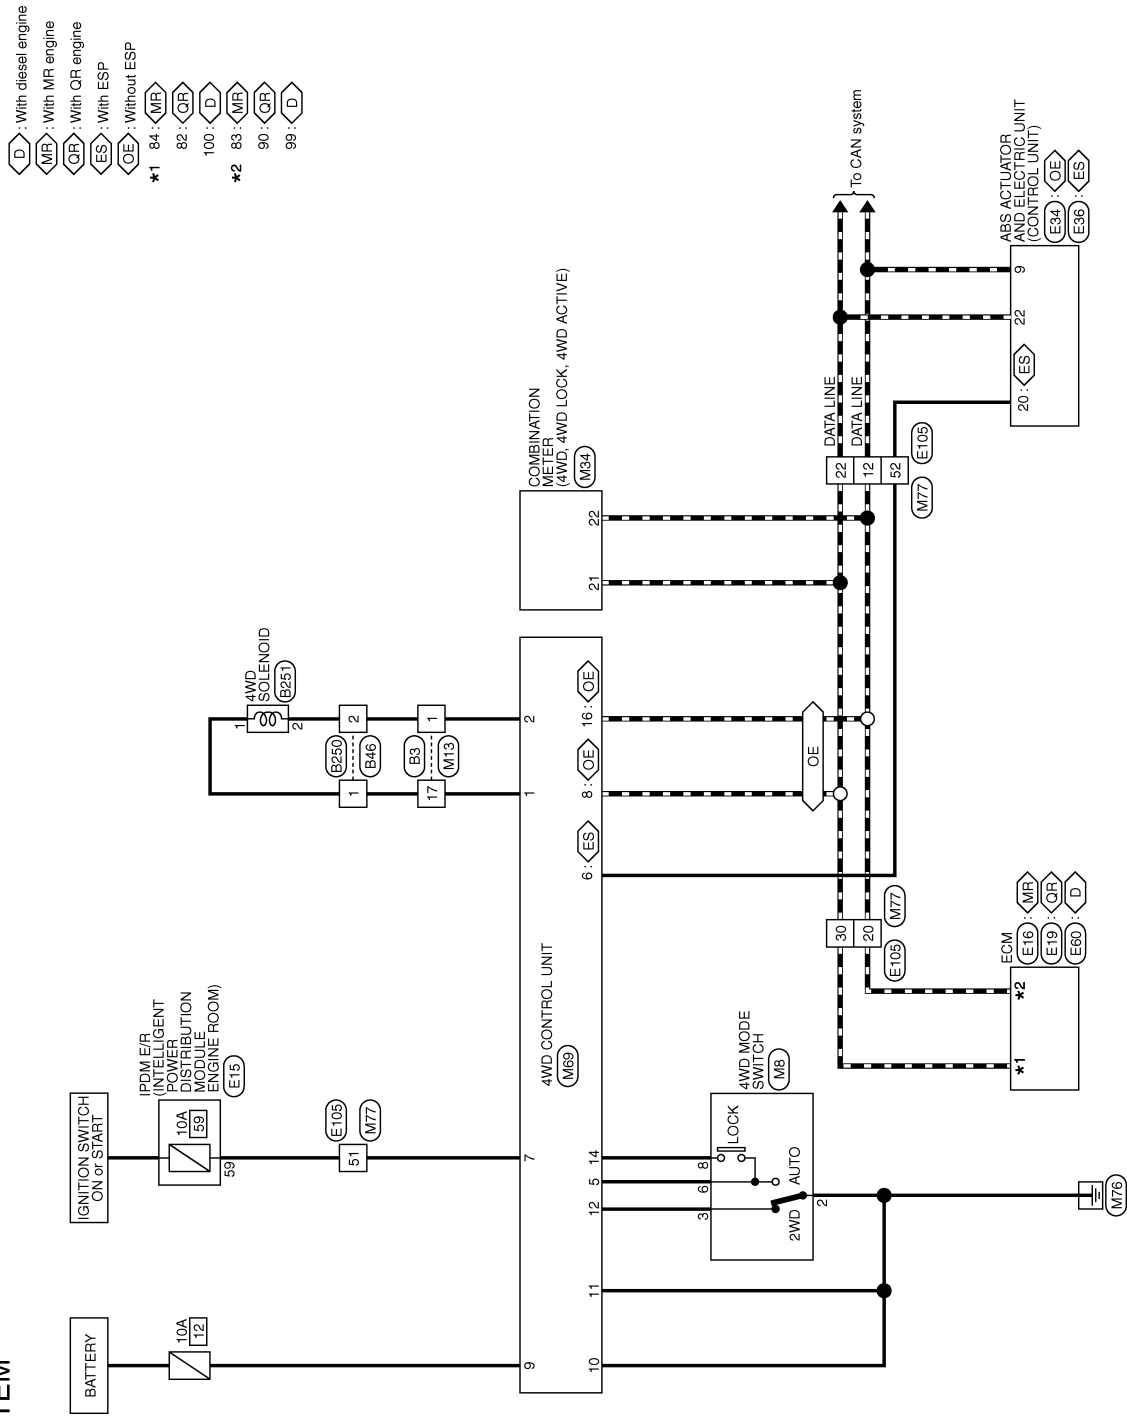 TEM
D : With diesel engine
MR : With MR engine
QR : With QR engine
ES : With ESP
OE : Without ESP
*1 84 : MR
82 : QR
100 : D
*2 83 : MR
90 : QR
99 : D
BATTERY
10A
12
IGNITION SWITCH
ON or START
IPDM E/R
(INTELLIGENT
POWER
DISTRIBUTION
MODULE
ENGINE ROOM)
E15
10A
59
59
51
E105
M77
4WD
SOLENOID
B251
1
2
1
2
B250
B46
17
1
B3
M13
9
7
1
2
4WD CONTROL UNIT
M69
10
11
12
5
14
6 : ES
8 : OE
16 : OE
COMBINATION
METER
(4WD, 4WD LOCK, 4WD ACTIVE)
M34
21
22
4WD MODE
SWITCH
M8
3
6
8
LOCK
2WD
AUTO
2
M76
OE
30
20
M77
E105
DATA LINE
DATA LINE
22
12
52
E105
M77
To CAN system
ECM
E16 : MR
E19 : QR
E60 : D
*1
*2
ABS ACTUATOR
AND ELECTRIC UNIT
(CONTROL UNIT)
E34 : OE
E36 : ES
20 : ES
22
9